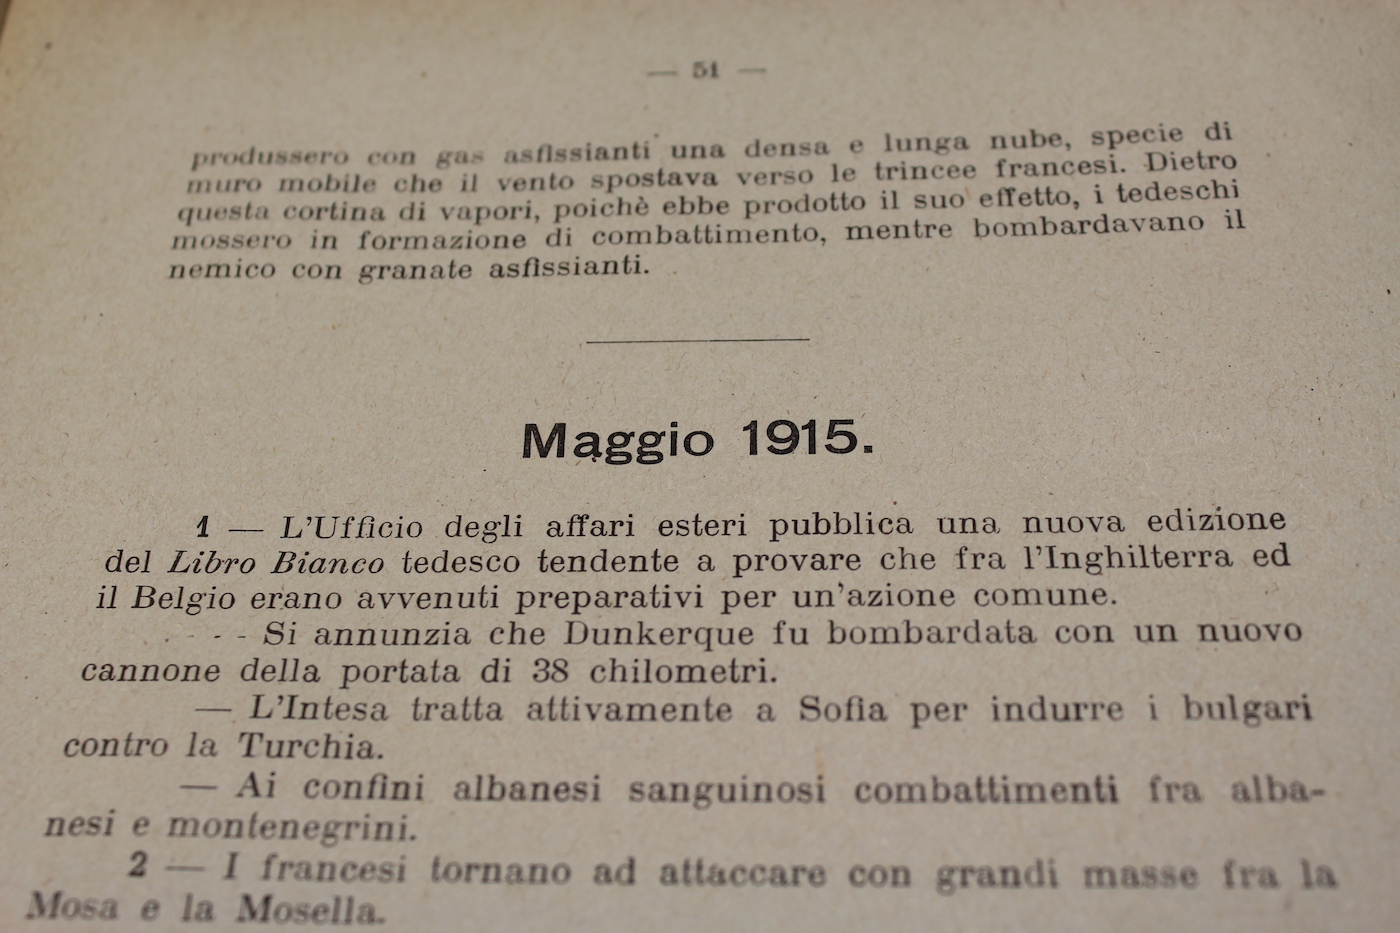 — 51 —
produssero con gas asfissianti una densa e lunga nube, specie di
muro mobile che il vento spostava verso le trincee francesi. Dietro
questa cortina di vapori, poichè ebbe prodotto il suo effetto, i tedeschi
mossero in formazione di combattimento, mentre bombardavano il
nemico con granate asfissianti.
Maggio 1915.
1 — L'Ufficio degli affari esteri pubblica una nuova edizione
del Libro Bianco tedesco tendente a provare che fra l'Inghilterra ed
il Belgio erano avvenuti preparativi per un'azione comune.
— Si annunzia che Dunkerque fu bombardata con un nuovo
cannone della portata di 38 chilometri.
— L'Intesa tratta attivamente a Sofia per indurre i bulgari
contro la Turchia.
— Ai confini albanesi sanguinosi combattimenti fra alba-
nesi e montenegrini.
2 — I francesi tornano ad attaccare con grandi masse fra la
Mosa e la Mosella.